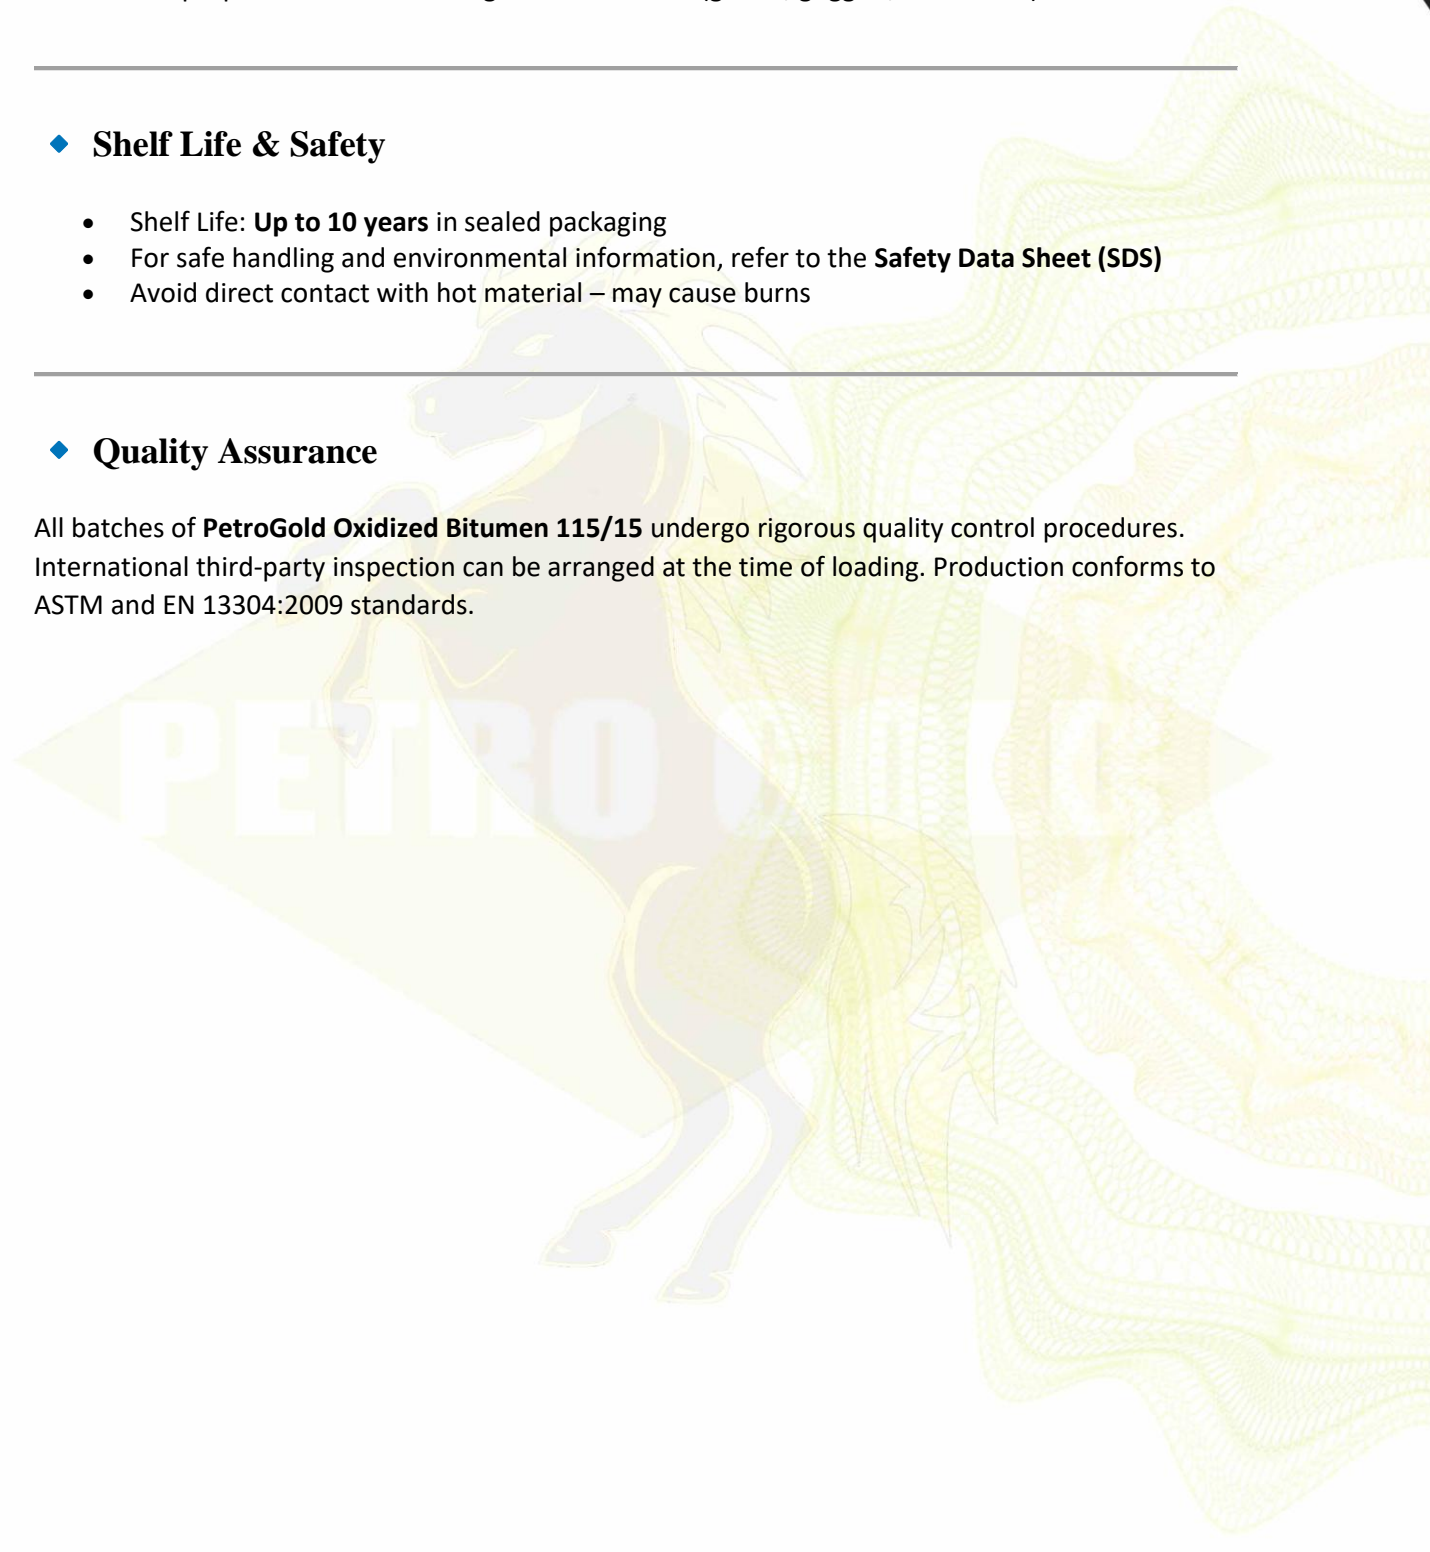 Shelf Life & Safety
• Shelf Life: Up to 10 years in sealed packaging
• For safe handling and environmental information, refer to the Safety Data Sheet (SDS)
• Avoid direct contact with hot material – may cause burns
Quality Assurance
All batches of PetroGold Oxidized Bitumen 115/15 undergo rigorous quality control procedures.
International third-party inspection can be arranged at the time of loading. Production conforms to
ASTM and EN 13304:2009 standards.
PETRO GOLD